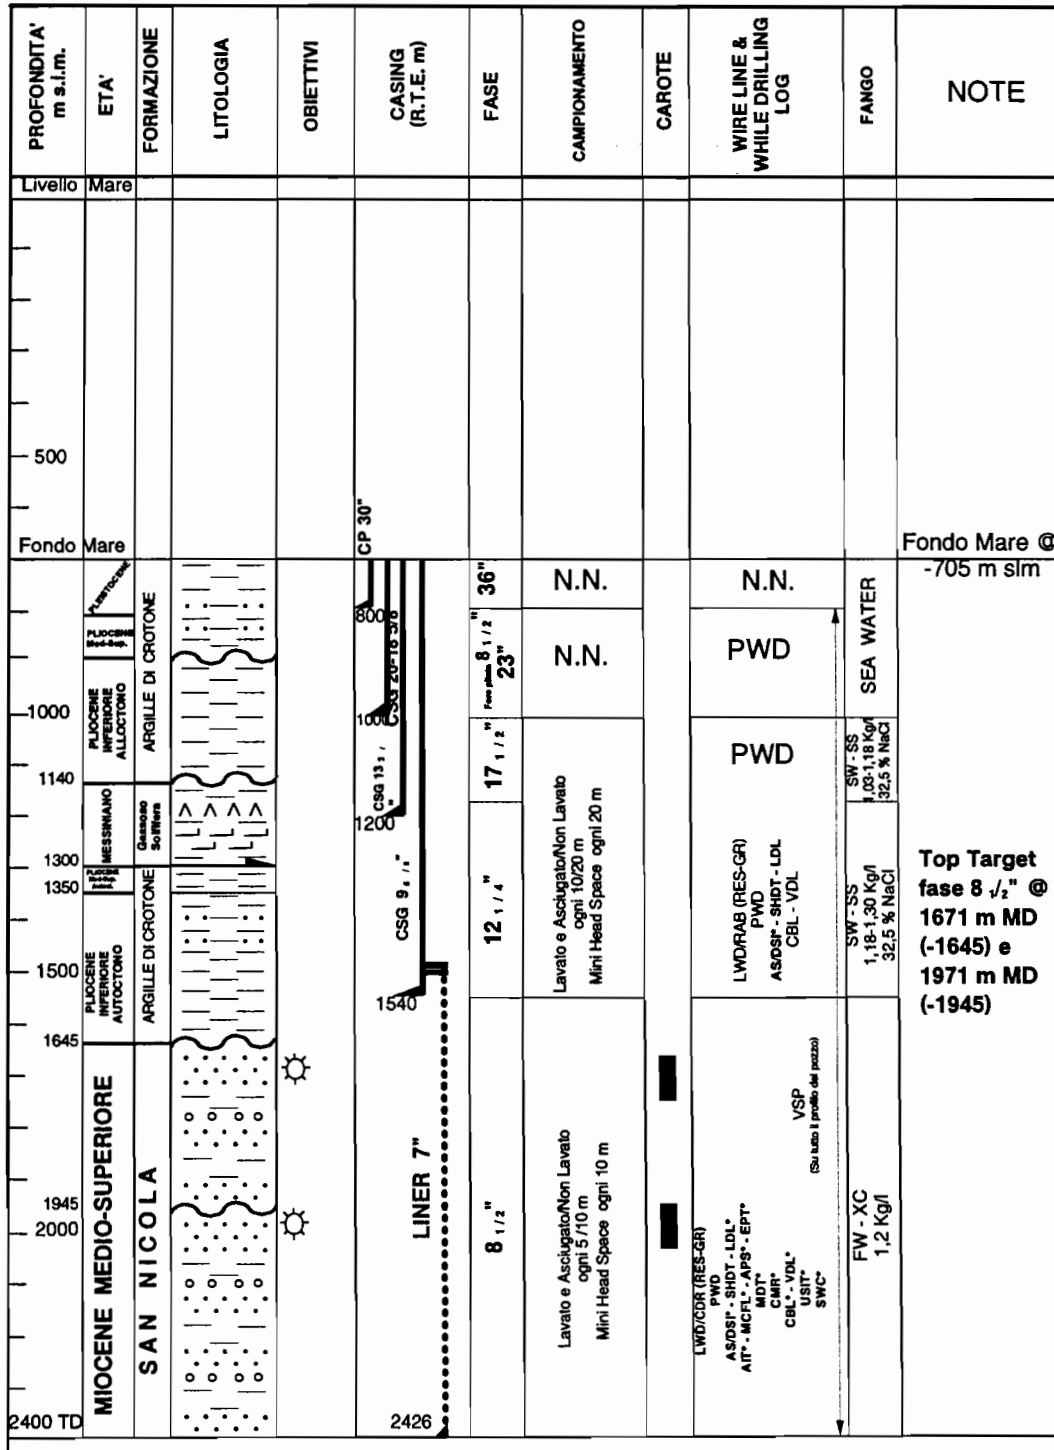 PROFONDITA'
m s.l.m.
ETA'
FORMAZIONE
LITOLOGIA
OBIETTIVI
CASING
(R.T.E. m)
FASE
CAMPIONAMENTO
CAROTE
WIRE LINE &
WHILE DRILLING
LOG
FANGO
NOTE
Livello Mare
500
Fondo Mare
1000
1140
1300
1350
1500
1645
1945
2000
2400 TD
PLEISTOCENE
PLIOCENE
Med-Sup.
PLIOCENE
INFERIORE
ALLOCTONO
MESSINIANO
PLIOCENE
PLIOCENE
INFERIORE
AUTOCTONO
MIOCENE MEDIO-SUPERIORE
ARGILLE DI CROTONE
Gessoso
Solfifera
ARGILLE DI CROTONE
SAN NICOLA
CP 30"
800
CSG 20-18 5/8
1000
CSG 13
1200
CSG 9
1540
LINER 7"
2426
36"
8 1/2"
23"
17 1/2"
12 1/4"
8 1/2"
N.N.
N.N.
Lavato e Asciugato/Non Lavato
ogni 10/20 m
Mini Head Space ogni 20 m
Lavato e Asciugato/Non Lavato
ogni 5 /10 m
Mini Head Space ogni 10 m
N.N.
PWD
PWD
LWD/RAB (RES-GR)
PWD
AS/DSI* - SHDT - LDL
CBL - VDL
VSP
(Su tutto il profilo del pozzo)
LWD/CDR (RES-GR)
PWD
AS/DSI* - SHDT - LDL*
AIT* - MCFL* - APS* - EPT*
MDT*
CMR*
CBL* - VDL*
USIT*
SWC*
SEA WATER
SW - SS
1,03-1,18 Kg/l
32,5 % NaCl
SW - SS
1,18-1,30 Kg/l
32,5 % NaCl
FW - XC
1,2 Kg/l
Fondo Mare @
-705 m slm
Top Target
fase 8 1/2" @
1671 m MD
(-1645) e
1971 m MD
(-1945)